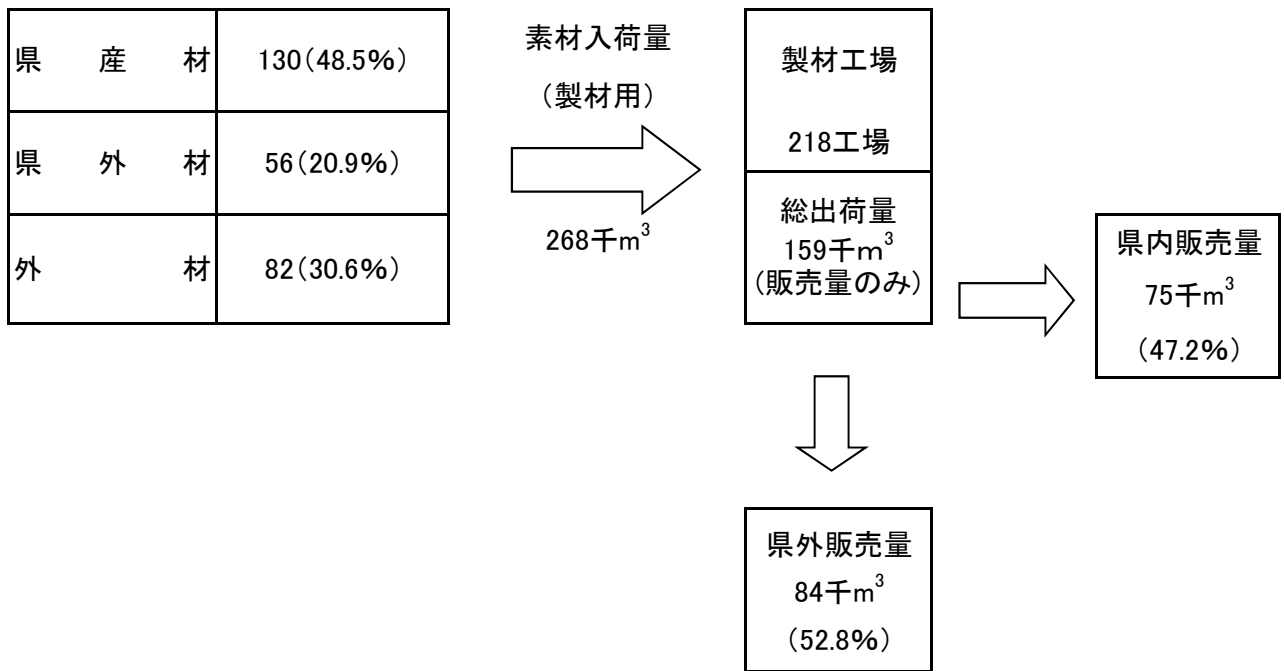 県産材 130(48.5%)
県外材 56(20.9%)
外材 82(30.6%)
素材入荷量
(製材用)
268千m³
製材工場
218工場
総出荷量
159千m³
(販売量のみ)
県内販売量
75千m³
(47.2%)
県外販売量
84千m³
(52.8%)